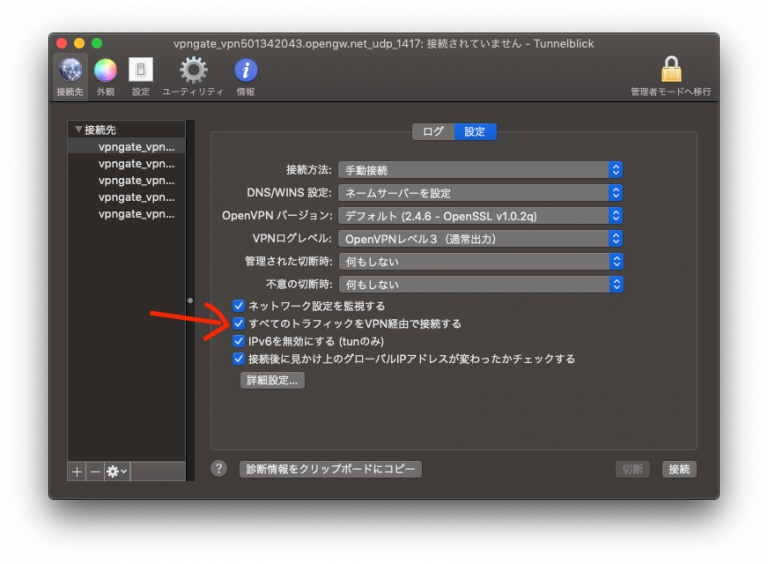 vpngate_vpn501342043.opengw.net_udp_1417: 接続されていません - Tunnelblick
接続先 外観 設定 ユーティリティ 情報 管理者モードへ移行
接続先
vpngate_vpn...
vpngate_vpn...
vpngate_vpn...
vpngate_vpn...
vpngate_vpn...
ログ 設定
接続方法: 手動接続
DNS/WINS 設定: ネームサーバーを設定
OpenVPN バージョン: デフォルト (2.4.6 - OpenSSL v1.0.2q)
VPNログレベル: OpenVPNレベル３（通常出力）
管理された切断時: 何もしない
不意の切断時: 何もしない
ネットワーク設定を監視する
すべてのトラフィックをVPN経由で接続する
IPv6を無効にする (tunのみ)
接続後に見かけ上のグローバルIPアドレスが変わったかチェックする
詳細設定...
? 診断情報をクリップボードにコピー 切断 接続